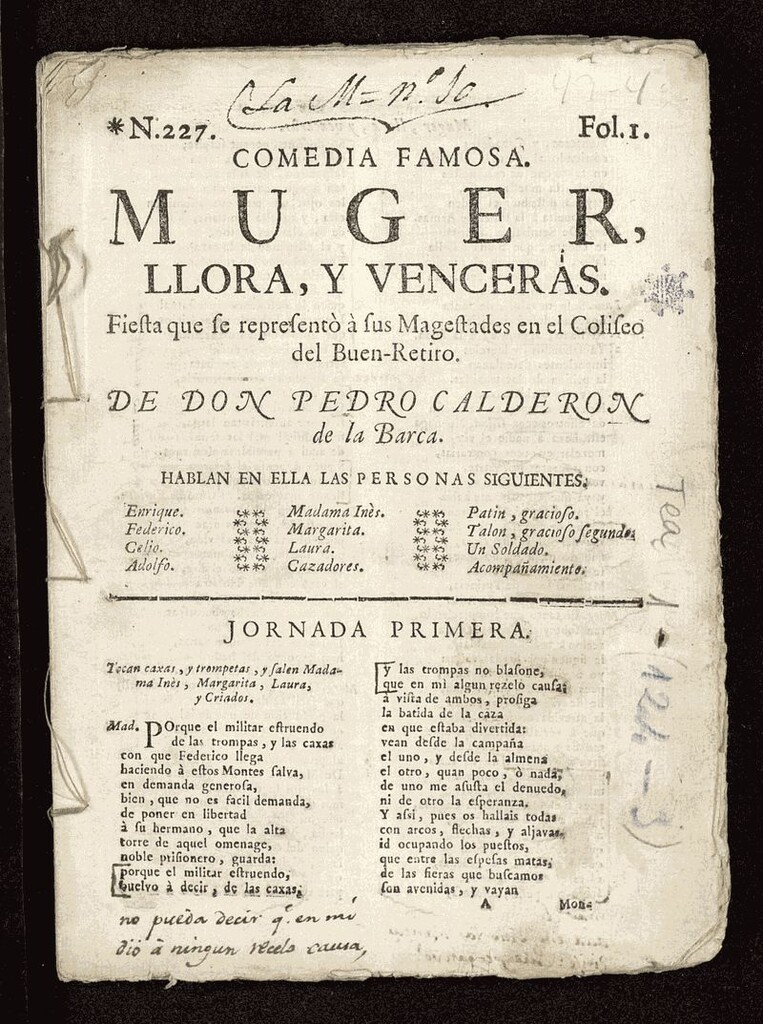 La M= nº. 10
*N.227.
Fol.1.
COMEDIA FAMOSA.
MUGER,
LLORA, Y VENCERÁS.
Fieſta que ſe repreſentò à ſus Mageſtades en el Coliſeo
del Buen-Retiro.
DE DON PEDRO CALDERON
de la Barca.
HABLAN EN ELLA LAS PERSONAS SIGUIENTES.
Enrique. Madama Inès. Patin, gracioſo.
Federico. Margarita. Talon, gracioſo ſegundo.
Celio. Laura. Un Soldado.
Adolfo. Cazadores. Acompañamiento.
JORNADA PRIMERA.
Tocan caxas, y trompetas, y ſalen Mada-
ma Inès, Margarita, Laura,
y Criados.
Mad. POrque el militar eſtruendo
de las trompas, y las caxas
con que Federico llega
haciendo à eſtos Montes ſalva,
en demanda generoſa,
bien, que no es facil demanda,
de poner en libertad
à ſu hermano, que la alta
torre de aquel omenage,
noble priſionero, guarda:
porque el militar eſtruendo,
buelvo à decir, de las caxas,
no pueda decir q.e en mi
dió à ningun recelo causa,
y las trompas no blaſone,
que en mi algun rezelo cauſa;
à viſta de ambos, proſiga
la batida de la caza
en que eſtaba divertida:
vean deſde la campaña
el uno, y deſde la almena
el otro, quan poco, ò nada,
de uno me aſuſta el denuedo,
ni de otro la eſperanza.
Y aſsi, pues os hallais todas
con arcos, flechas, y aljavas,
id ocupando los pueſtos,
que entre las eſpeſas matas,
de las fieras que buſcamos
ſon avenidas, y vayan
A
Mon-
Tea 1-124-3